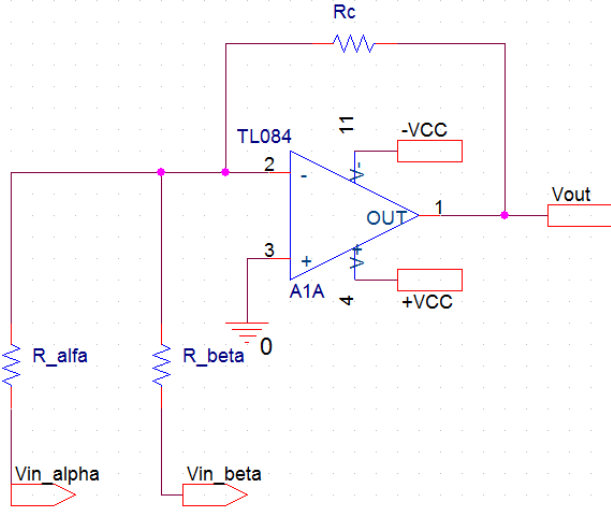 Rc
TL084
11
-VCC
2
-
V-
OUT
1
Vout
3
+
V+
A1A
4
+VCC
0
R_alfa
R_beta
Vin_alpha
Vin_beta